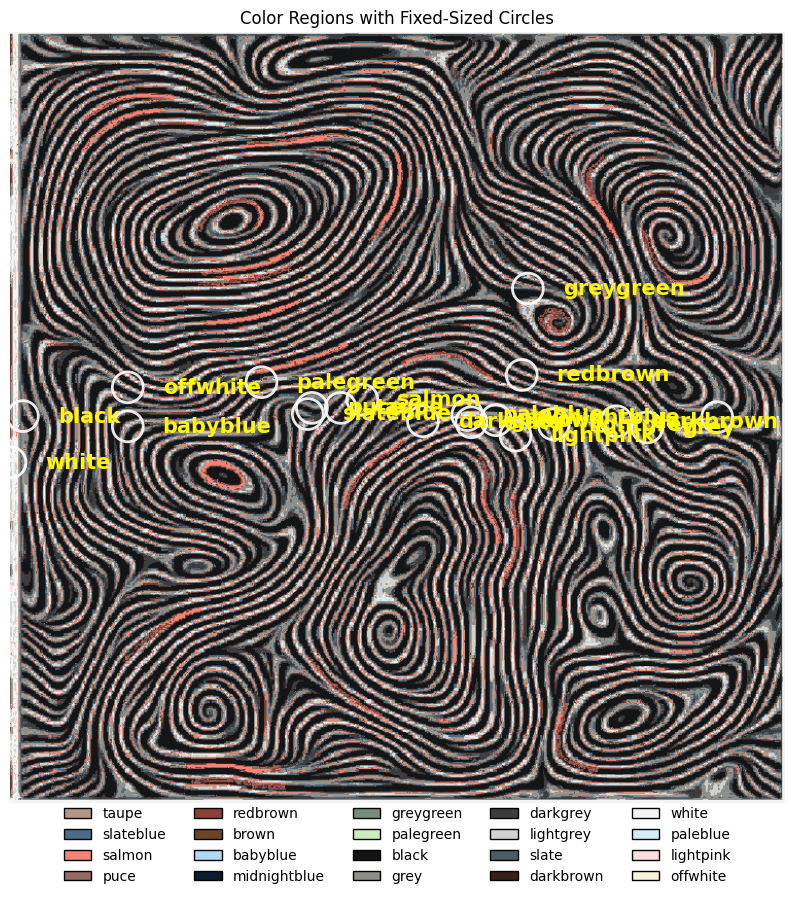 Color Regions with Fixed-Sized Circles
greygreen
redbrown
palegreen
offwhite
salmon
black
babyblue
slateblue
lightpink
white
taupe
slateblue
salmon
puce
redbrown
brown
babyblue
midnightblue
greygreen
palegreen
black
grey
darkgrey
lightgrey
slate
darkbrown
white
paleblue
lightpink
offwhite